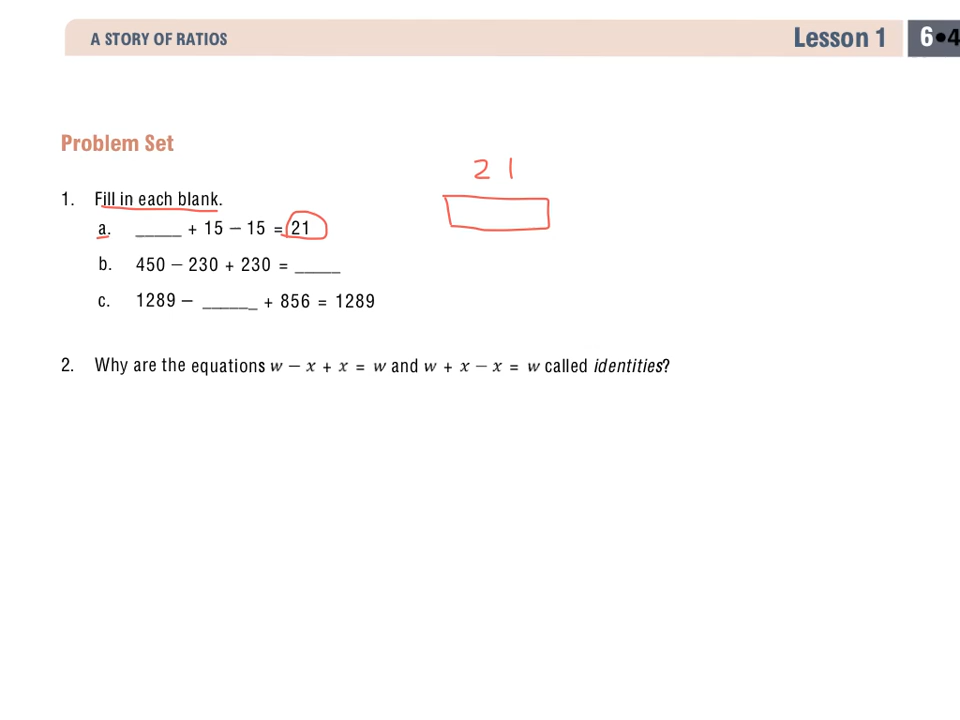 A STORY OF RATIOS
Lesson 1
6•4
Problem Set
21
1. Fill in each blank.
a. _____ + 15 – 15 = 21
b. 450 – 230 + 230 = _____
c. 1289 – ______ + 856 = 1289
2. Why are the equations w – x + x = w and w + x – x = w called identities?